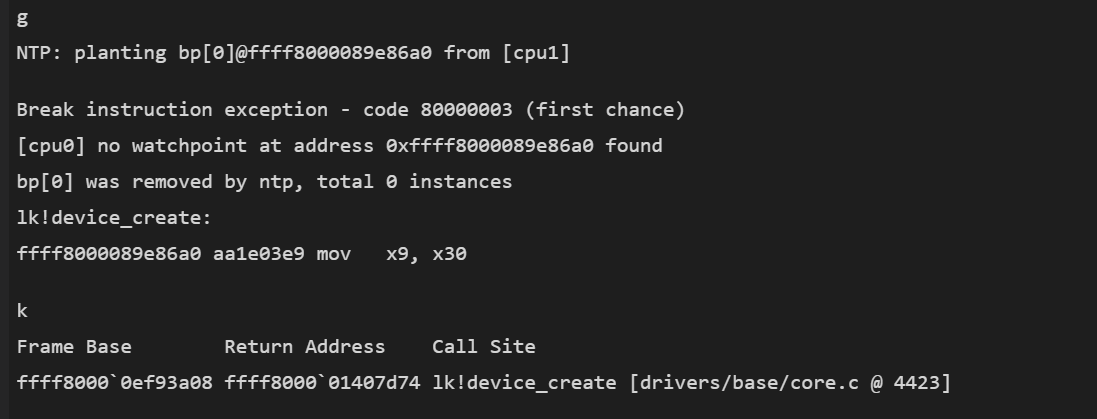 g
NTP: planting bp[0]@ffff8000089e86a0 from [cpu1]
Break instruction exception - code 80000003 (first chance)
[cpu0] no watchpoint at address 0xffff8000089e86a0 found
bp[0] was removed by ntp, total 0 instances
lk!device_create:
ffff8000089e86a0 aa1e03e9 mov   x9, x30
k
Frame Base        Return Address    Call Site
ffff8000`0ef93a08 ffff8000`01407d74 lk!device_create [drivers/base/core.c @ 4423]